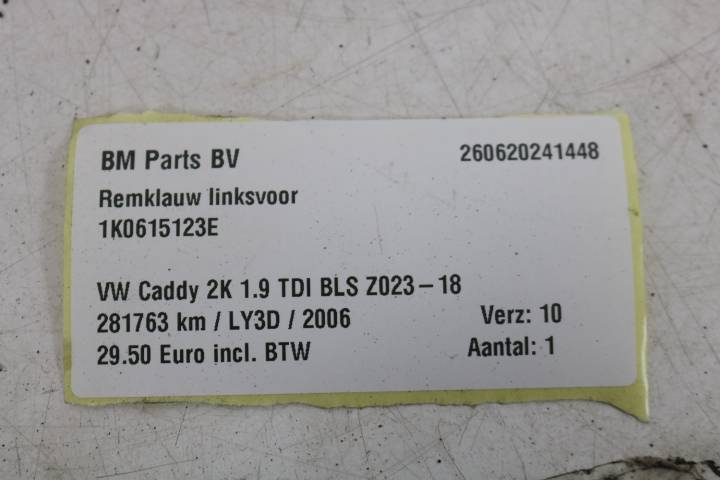 BM Parts BV 260620241448
Remklauw linksvoor
1K0615123E
VW Caddy 2K 1.9 TDI BLS Z023-18
281763 km / LY3D / 2006 Verz: 10
29.50 Euro incl. BTW Aantal: 1